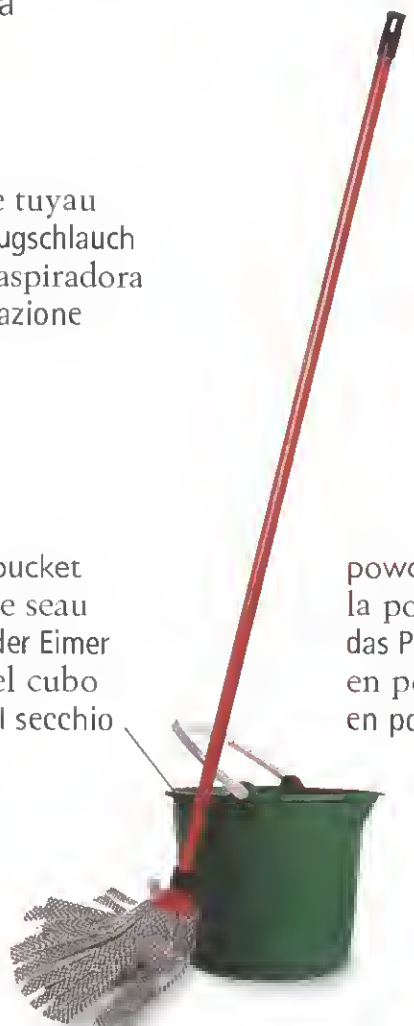 a
e tuyau
ugschlauch
aspiradora
azione
bucket
e seau
der Eimer
el cubo
l secchio
pow
la po
das P
en p
en po